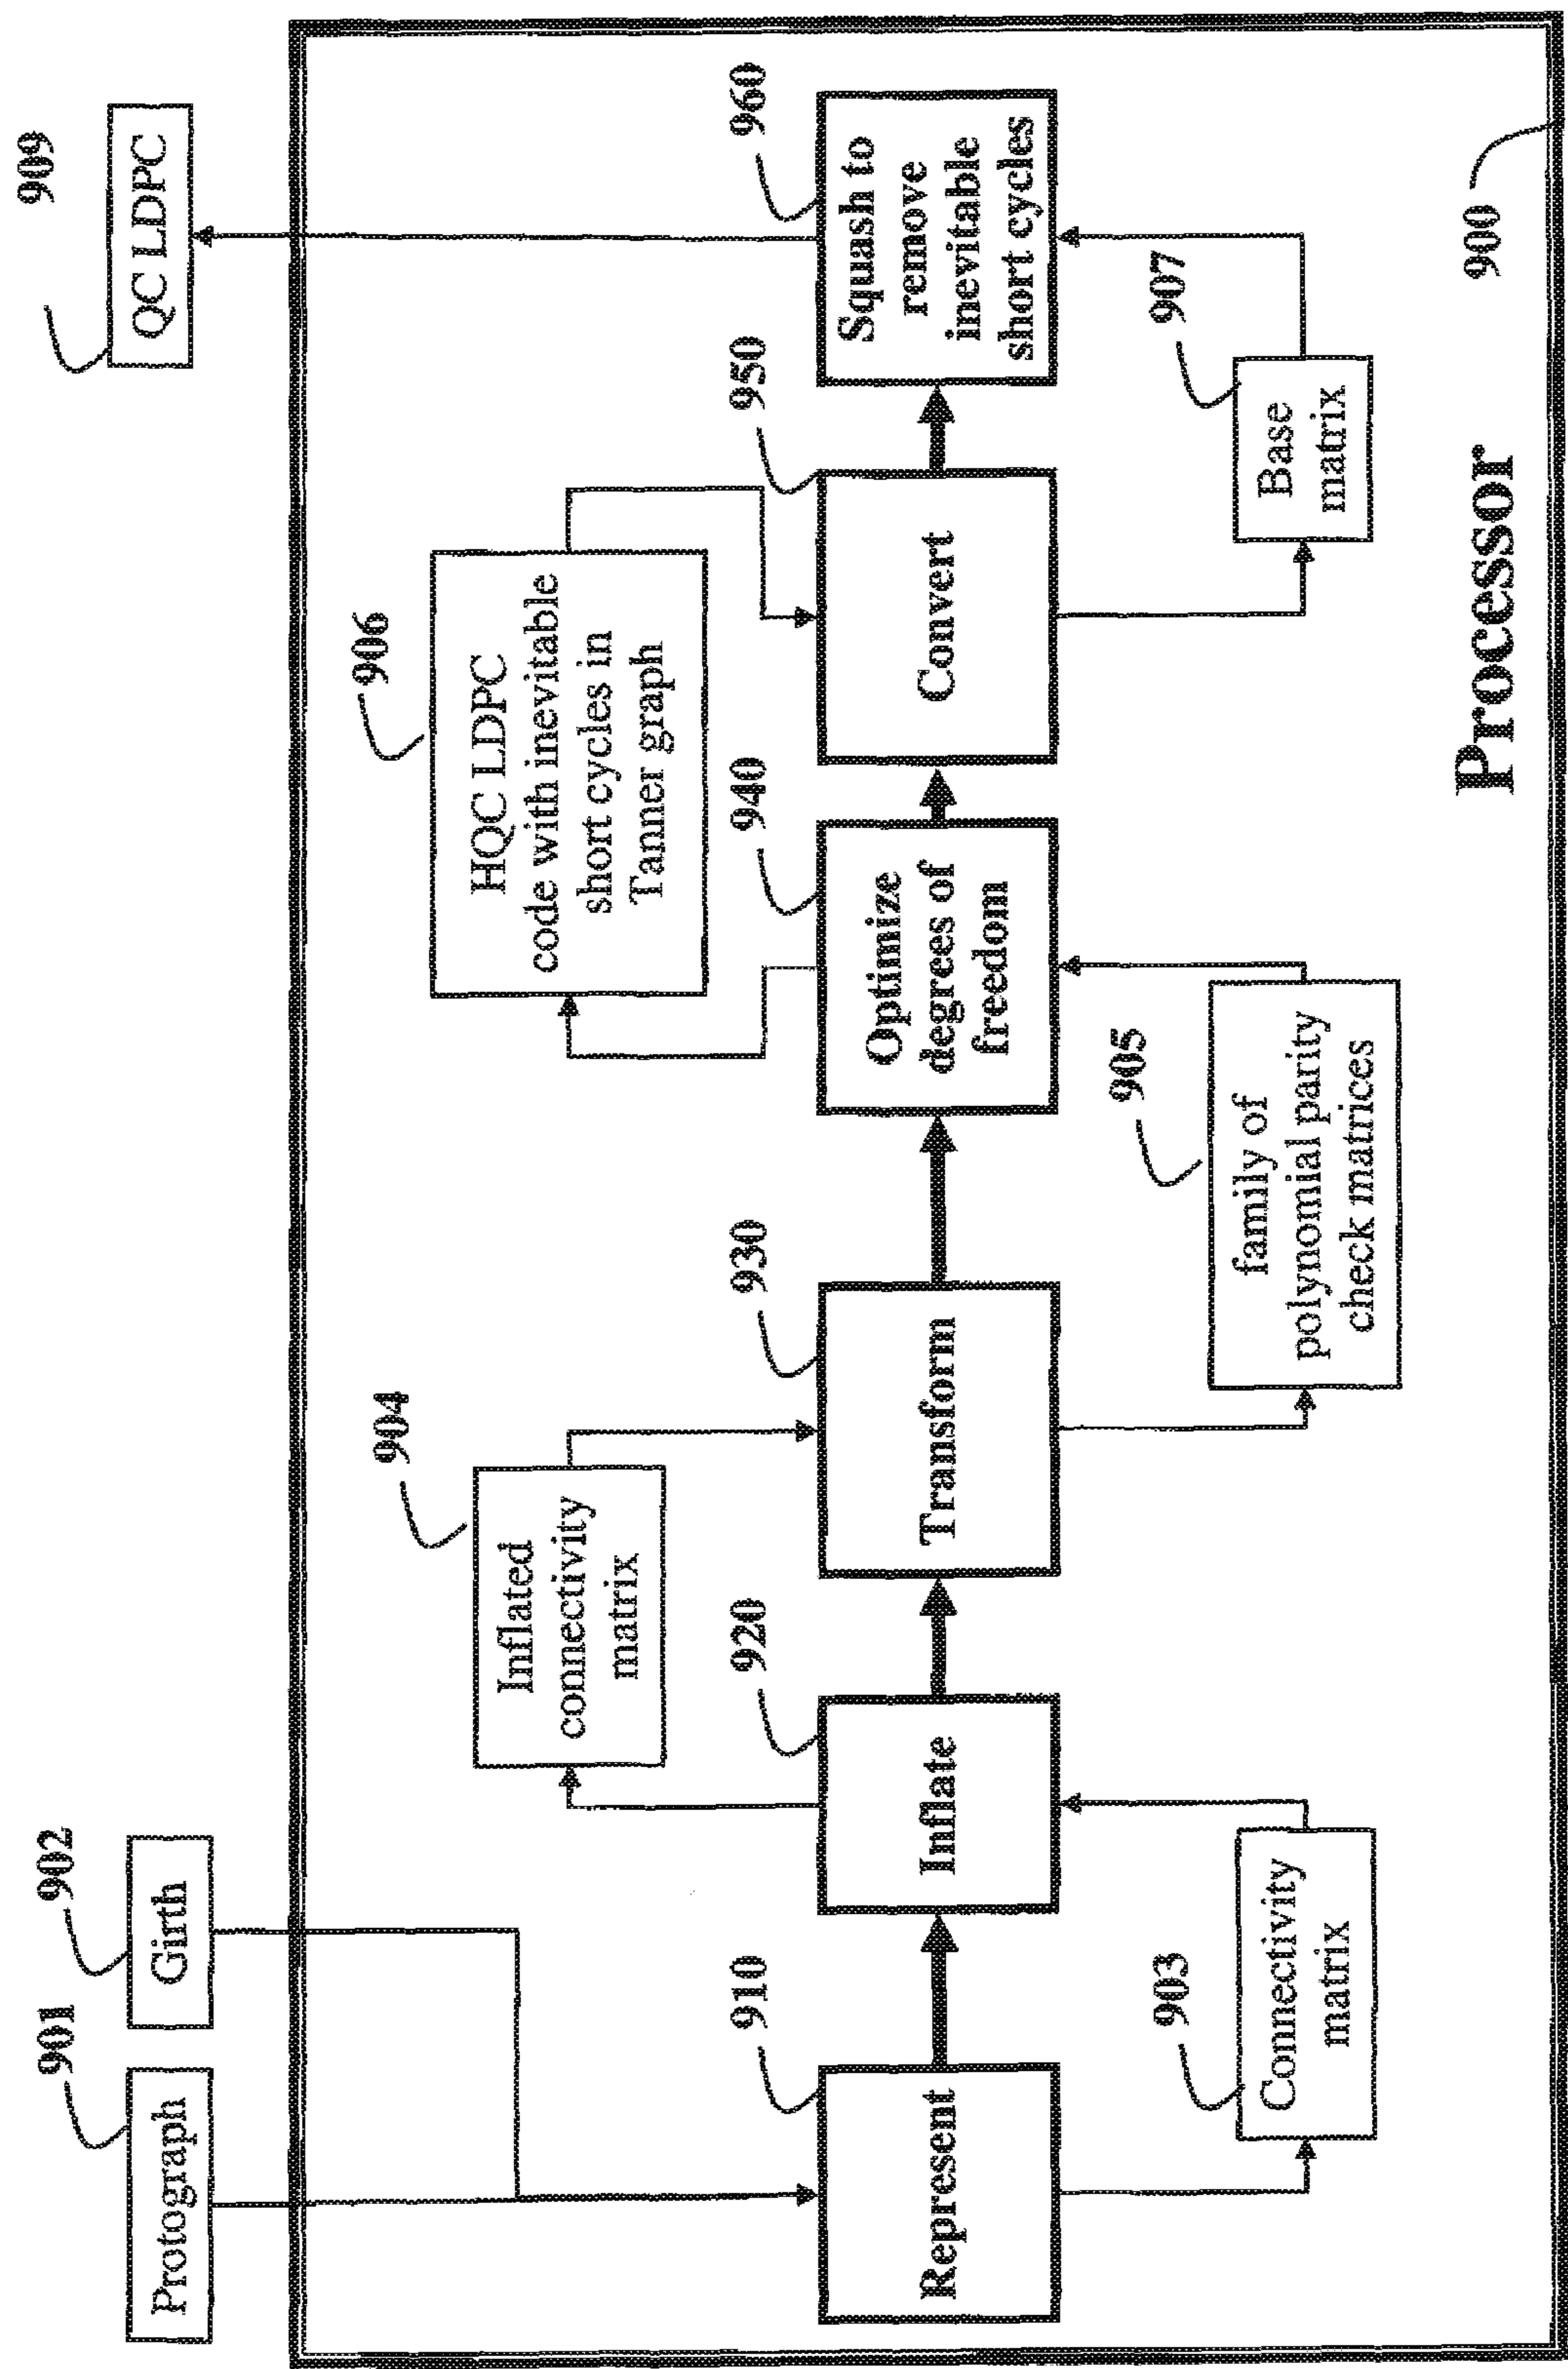 901
Protograph
902
Girth
909
QC LDPC
904
Inflated
connectivity
matrix
906
HQC LDPC
code with inevitable
short cycles in
Tanner graph
910
Represent
920
Inflate
930
Transform
940
Optimize
degrees of
freedom
950
Convert
960
Squash to
remove
inevitable
short cycles
903
Connectivity
matrix
905
family of
polynomial parity
check matrices
907
Base
matrix
Processor
900